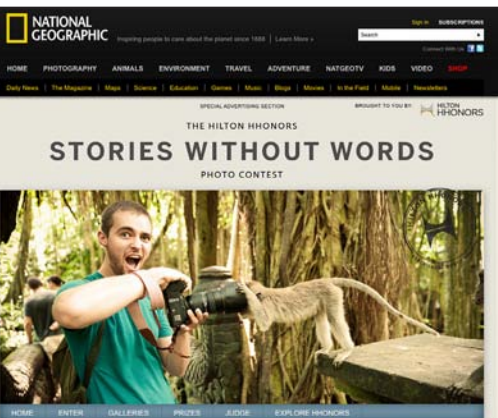 NATIONAL
GEOGRAPHIC
Inspiring people to care about the planet since 1888 | Learn More »
Sign in SUBSCRIPTIONS
Search
Connect With Us
HOME PHOTOGRAPHY ANIMALS ENVIRONMENT TRAVEL ADVENTURE NATGEOTV KIDS VIDEO SHOP
Daily News | The Magazine | Maps | Science | Education | Games | Music | Blogs | Movies | In the Field | Mobile | Newsletters
SPECIAL ADVERTISING SECTION
BROUGHT TO YOU BY:
HILTON
HHONORS
THE HILTON HHONORS
STORIES WITHOUT WORDS
PHOTO CONTEST
HOME ENTER GALLERIES PRIZES JUDGE EXPLORE HHONORS